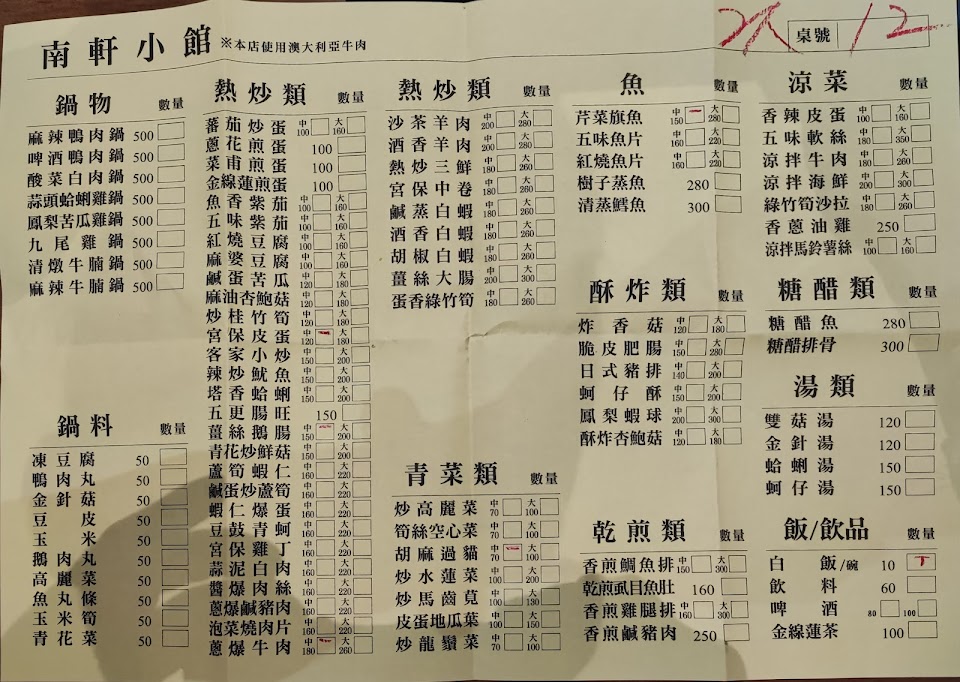 南軒小館 ※本店使用澳大利亞牛肉
桌號 12
鍋物 數量
麻辣鴨肉鍋 500
啤酒鴨肉鍋 500
酸菜白肉鍋 500
蒜頭蛤蜊雞鍋 500
鳳梨苦瓜雞鍋 500
九尾雞鍋 500
清燉牛腩鍋 500
麻辣牛腩鍋 500
鍋料 數量
凍豆腐 50
鴨肉丸 50
金針菇 50
豆皮 50
玉米 50
鵝肉丸 50
高麗菜 50
魚丸條 50
玉米筍 50
青花菜 50
熱炒類 數量
蕃茄炒蛋 中100 大160
蔥花煎蛋 100
菜甫煎蛋 100
金線蓮煎蛋 100
魚香紫茄 中100 大160
五味紫茄 中100 大160
紅燒豆腐 中100 大160
麻婆豆腐 中100 大160
鹹蛋苦瓜 中120 大180
麻油杏鮑菇 中120 大180
炒桂竹筍 中120 大180
宮保皮蛋 中120 大180
客家小炒 中150 大200
辣炒魷魚 中150 大200
塔香蛤蜊 中150 大200
五更腸旺 150
薑絲鵝腸 中150 大200
青花炒鮮菇 中150 大200
蘆筍蝦仁 中160 大220
鹹蛋炒蘆筍 中160 大220
蝦仁爆蛋 中160 大220
豆鼓青蚵 中160 大220
宮保雞丁 中160 大220
蒜泥白肉 中160 大220
醬爆肉絲 中160 大220
蔥爆鹹豬肉 中160 大220
泡菜燒肉片 中160 大220
蔥爆牛肉 中180 大260
熱炒類 數量
沙茶羊肉 中200 大280
酒香羊肉 中200 大280
熱炒三鮮 中180 大260
宮保中卷 中180 大260
鹹蒸白蝦 中180 大260
酒香白蝦 中180 大260
胡椒白蝦 中180 大260
薑絲大腸 中200 大300
蛋香綠竹筍 中180 大260
青菜類 數量
炒高麗菜 中70 大100
筍絲空心菜 中70 大100
胡麻過貓 中70 大100
炒水蓮菜 中100 大150
炒馬齒莧 中100 大130
皮蛋地瓜葉 中100 大150
炒龍鬚菜 中70 大100
魚 數量
芹菜旗魚 中150 大280
五味魚片 中160 大220
紅燒魚片 中160 大220
樹子蒸魚 280
清蒸鱈魚 300
酥炸類 數量
炸香菇 中120 大180
脆皮肥腸 中150 大280
日式豬排 中140 大200
蚵仔酥 中150 大200
鳳梨蝦球 中200 大300
酥炸杏鮑菇 中120 大180
乾煎類 數量
香煎鯛魚排 中150 大300
乾煎虱目魚肚 160
香煎雞腿排 中160 大300
香煎鹹豬肉 250
涼菜 數量
香辣皮蛋 中100 大160
五味軟絲 中180 大350
涼拌牛肉 中180 大260
涼拌海鮮 中200 大300
綠竹筍沙拉 中180 大260
香蔥油雞 250
涼拌馬鈴薯絲 中100 大160
糖醋類 數量
糖醋魚 280
糖醋排骨 300
湯類 數量
雙菇湯 120
金針湯 120
蛤蜊湯 150
蚵仔湯 150
飯/飲品 數量
白飯/碗 10
飲料 60
啤酒 80 100
金線蓮茶 100